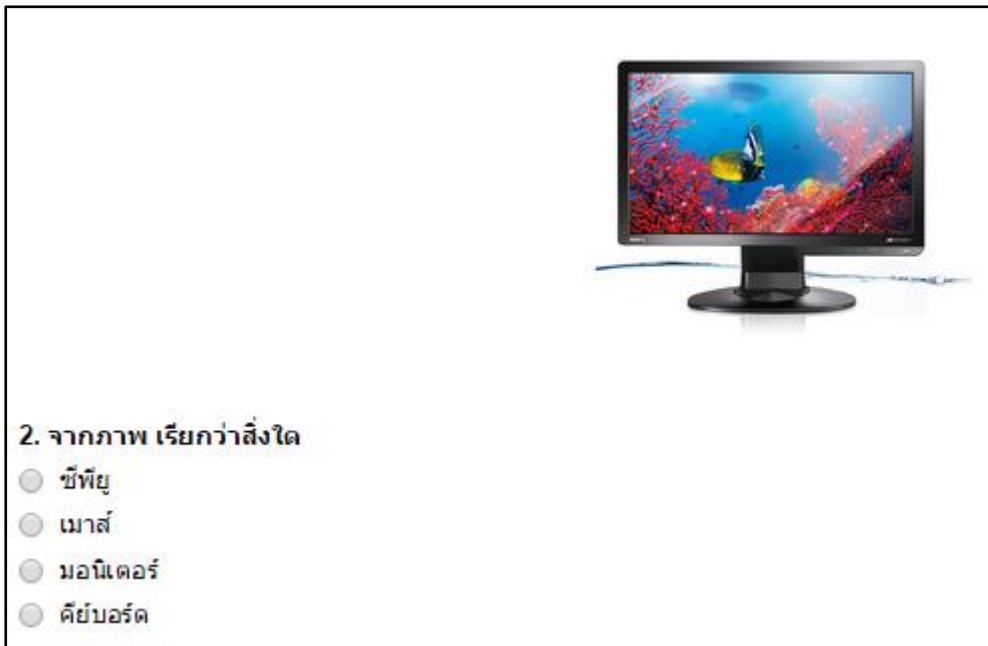 2. จากภาพ เรียกว่าสิ่งใด
ซีพียู
เมาส์
มอนิเตอร์
คีย์บอร์ด